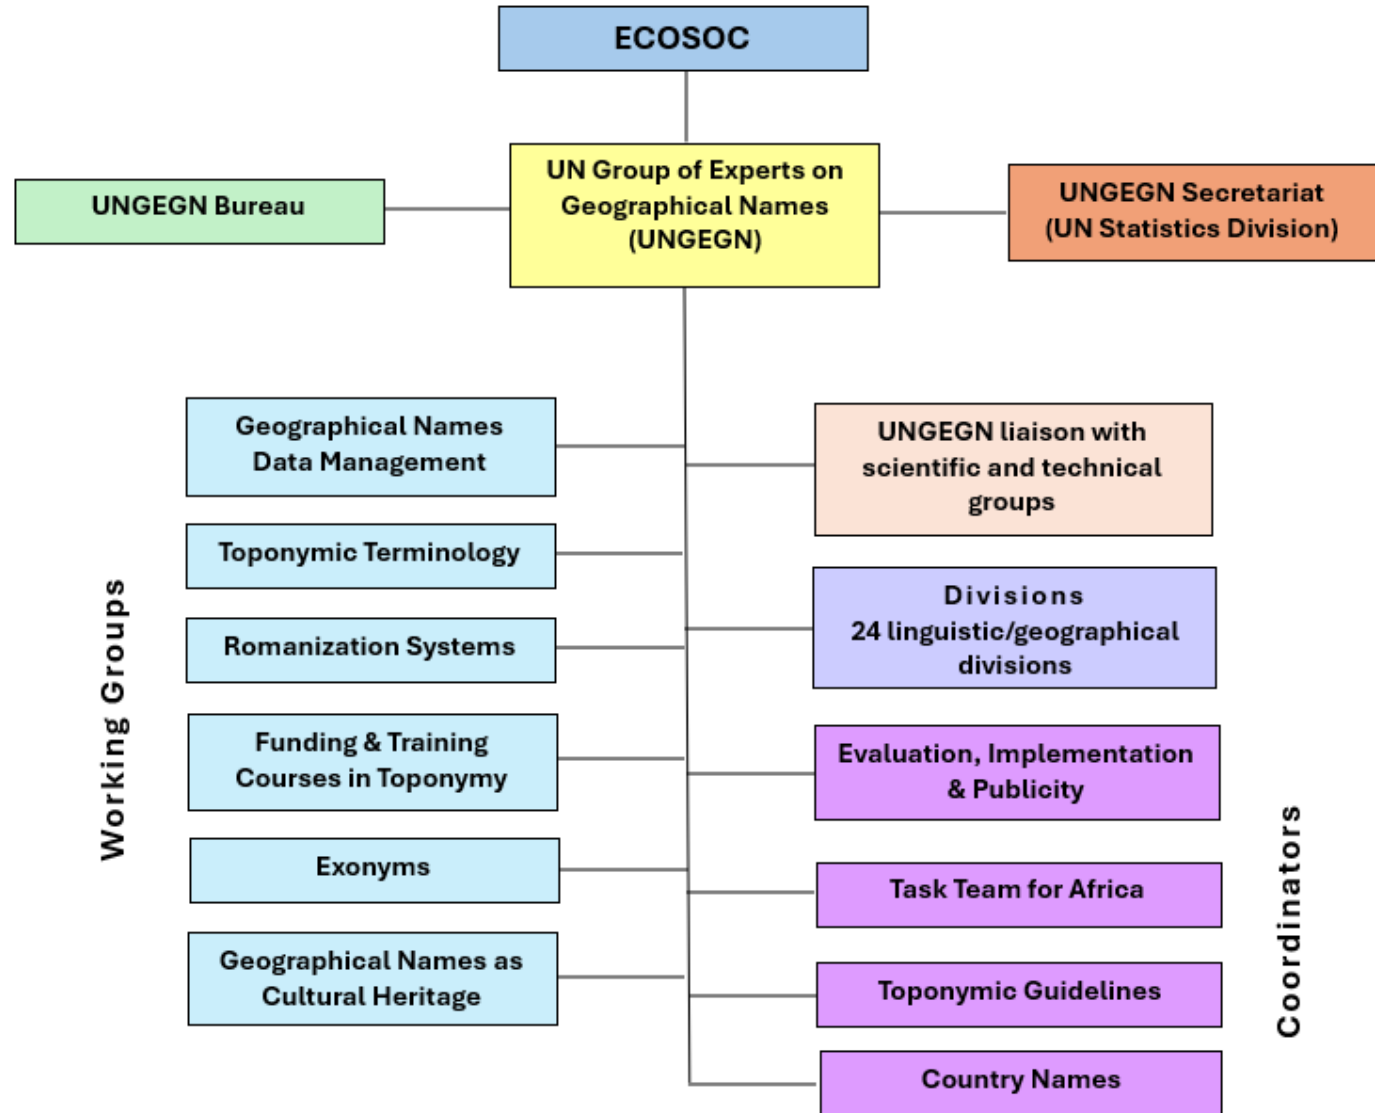 ECOSOC
UN Group of Experts on
Geographical Names
(UNGEGN)
UNGEGN Bureau
UNGEGN Secretariat
(UN Statistics Division)
Working Groups
Geographical Names
Data Management
Toponymic Terminology
Romanization Systems
Funding & Training
Courses in Toponymy
Exonyms
Geographical Names as
Cultural Heritage
UNGEGN liaison with
scientific and technical
groups
Divisions
24 linguistic/geographical
divisions
Evaluation, Implementation
& Publicity
Task Team for Africa
Toponymic Guidelines
Country Names
Coordinators